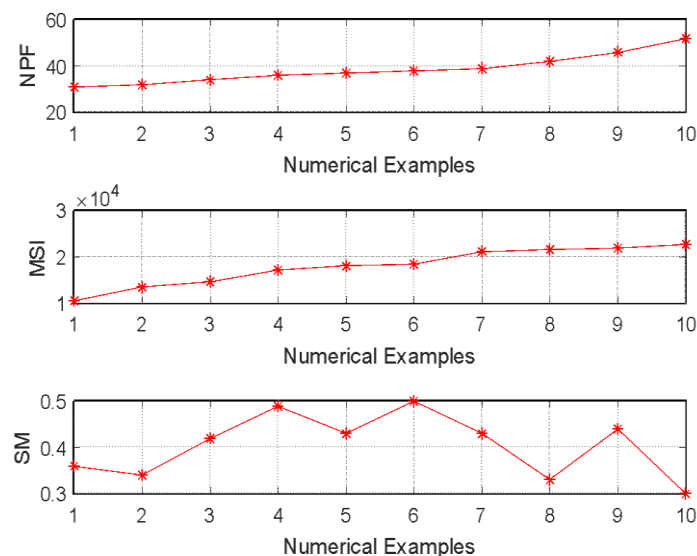 60
NPF
40
20
1 2 3 4 5 6 7 8 9 10
Numerical Examples
×10^4
3
MSI
2
1
1 2 3 4 5 6 7 8 9 10
Numerical Examples
0.5
SM
0.4
0.3
1 2 3 4 5 6 7 8 9 10
Numerical Examples